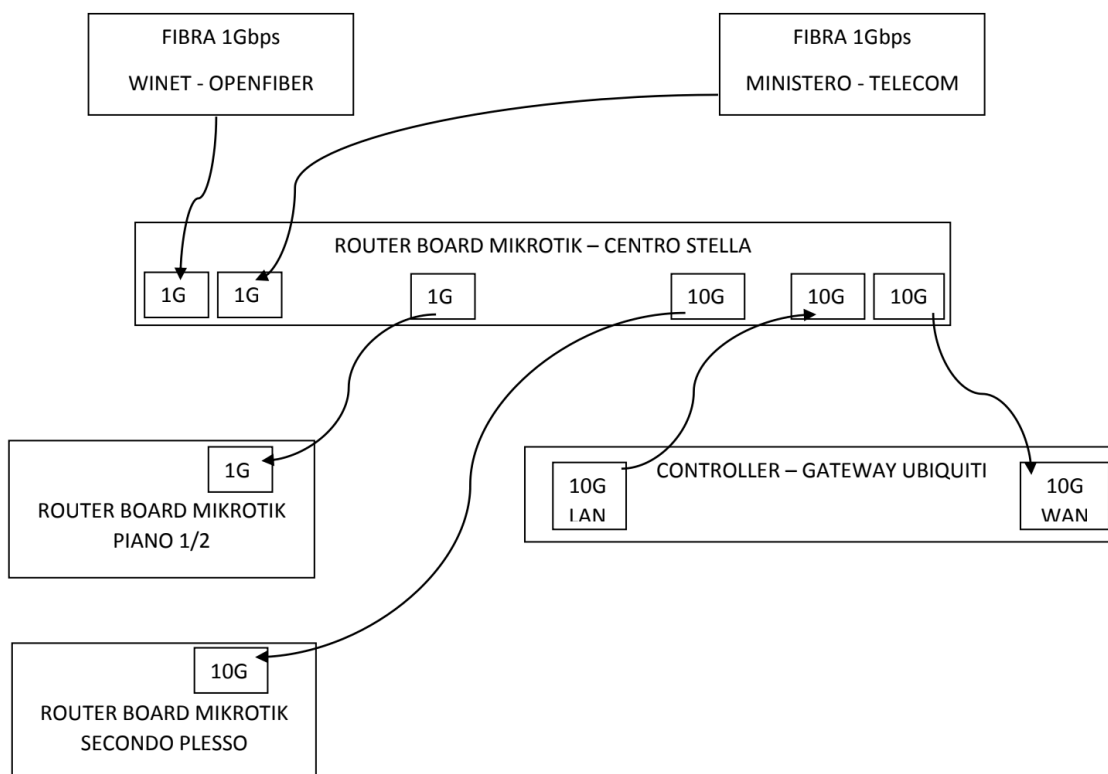 FIBRA 1Gbps
WINET - OPENFIBER
FIBRA 1Gbps
MINISTERO - TELECOM
ROUTER BOARD MIKROTIK – CENTRO STELLA
1G
1G
1G
10G
10G
10G
1G
ROUTER BOARD MIKROTIK
PIANO 1/2
CONTROLLER – GATEWAY UBIQUITI
10G
LAN
10G
WAN
10G
ROUTER BOARD MIKROTIK
SECONDO PLESSO